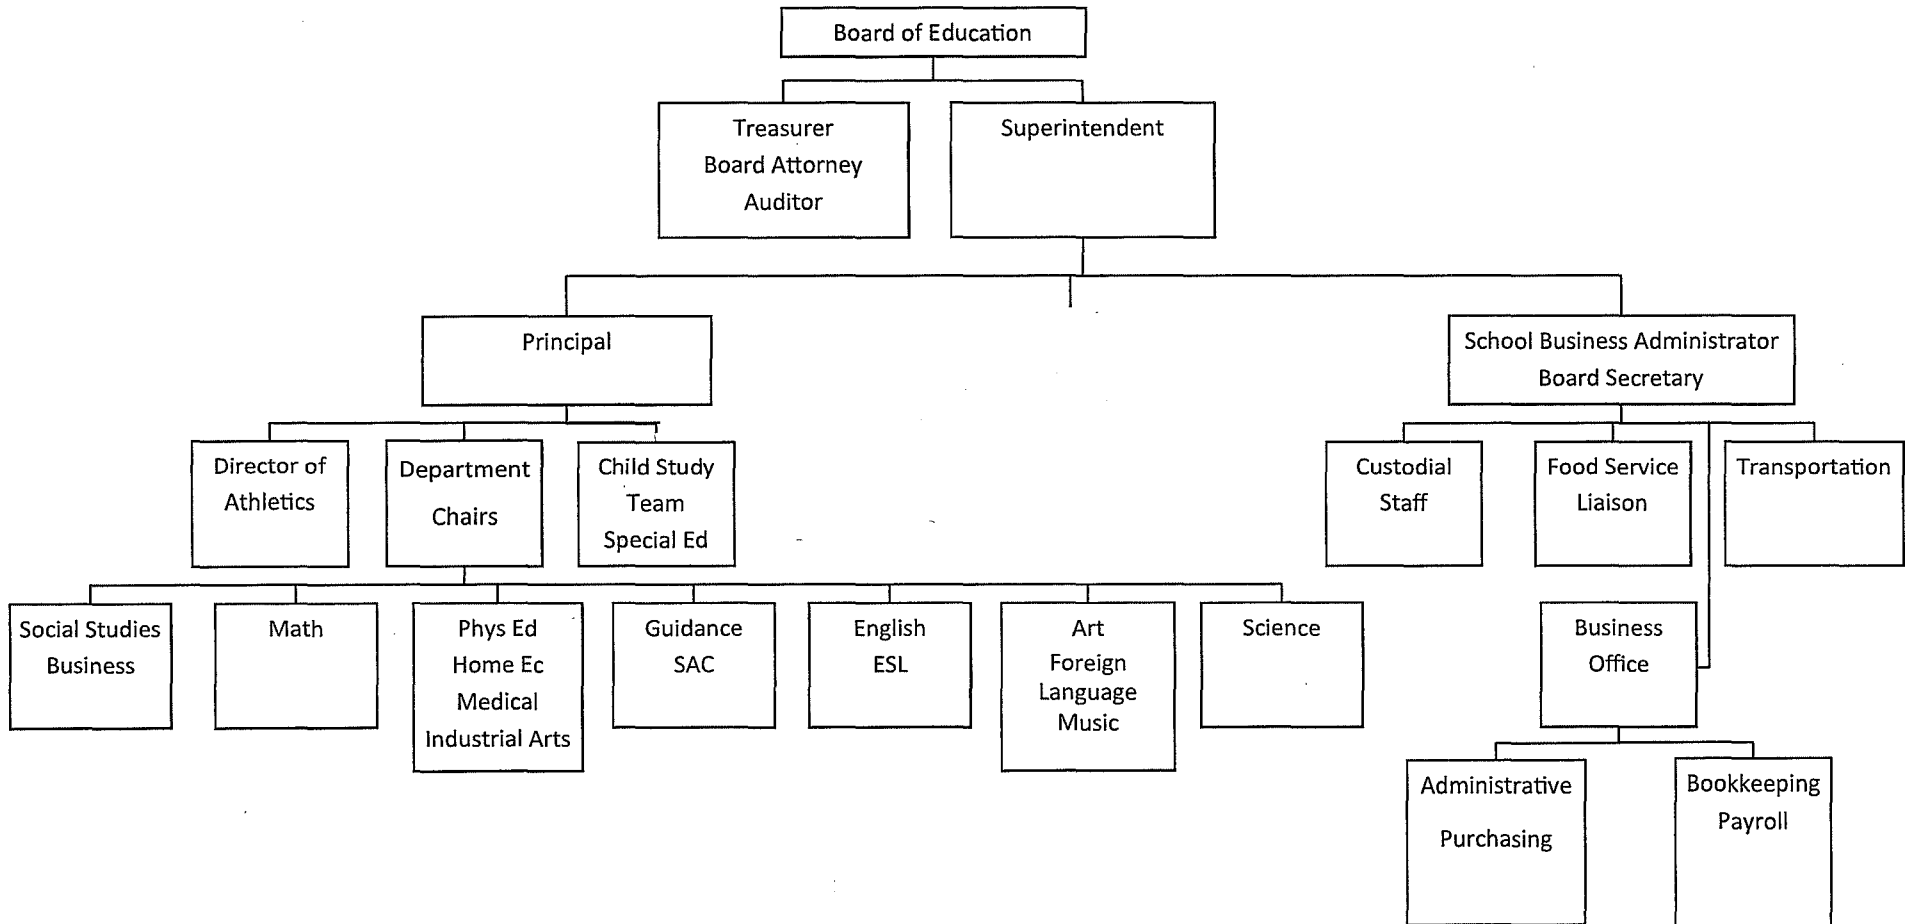 Board of Education
Treasurer
Board Attorney
Auditor
Superintendent
Principal
School Business Administrator
Board Secretary
Director of
Athletics
Department
Chairs
Child Study
Team
Special Ed
Custodial
Staff
Food Service
Liaison
Transportation
Social Studies
Business
Math
Phys Ed
Home Ec
Medical
Industrial Arts
Guidance
SAC
English
ESL
Art
Foreign
Language
Music
Science
Business
Office
Administrative
Purchasing
Bookkeeping
Payroll